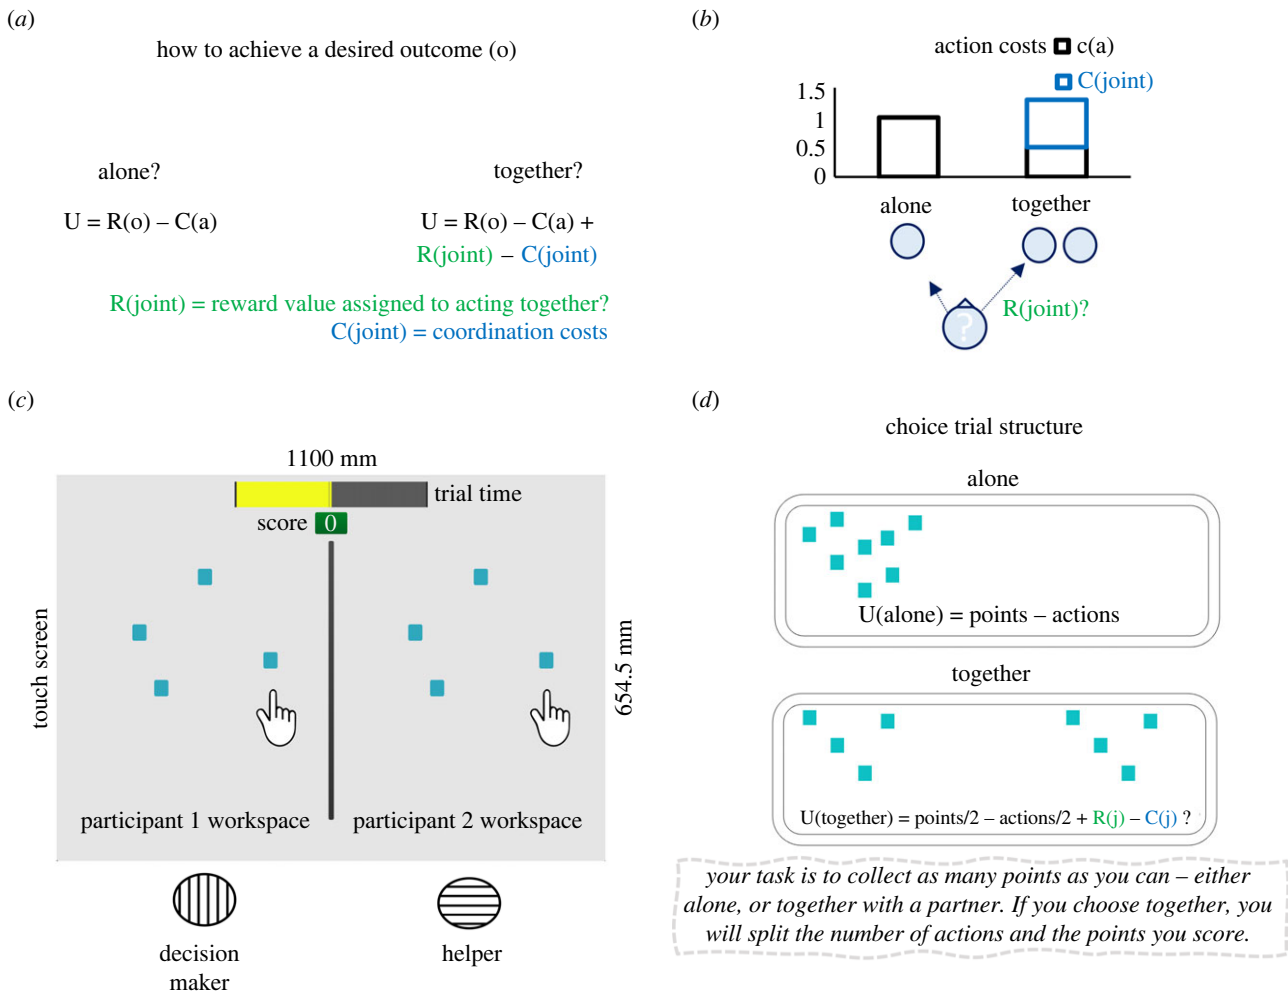 (a)
how to achieve a desired outcome (o)
alone?
together?
U = R(o) – C(a)
U = R(o) – C(a) +
R(joint) – C(joint)
R(joint) = reward value assigned to acting together?
C(joint) = coordination costs
(b)
action costs c(a)
C(joint)
1.5
1
0.5
0
alone
together
?
R(joint)?
(c)
1100 mm
trial time
score 0
touch screen
654.5 mm
participant 1 workspace
participant 2 workspace
decision
maker
helper
(d)
choice trial structure
alone
U(alone) = points – actions
together
U(together) = points/2 – actions/2 + R(j) – C(j) ?
your task is to collect as many points as you can – either
alone, or together with a partner. If you choose together, you
will split the number of actions and the points you score.